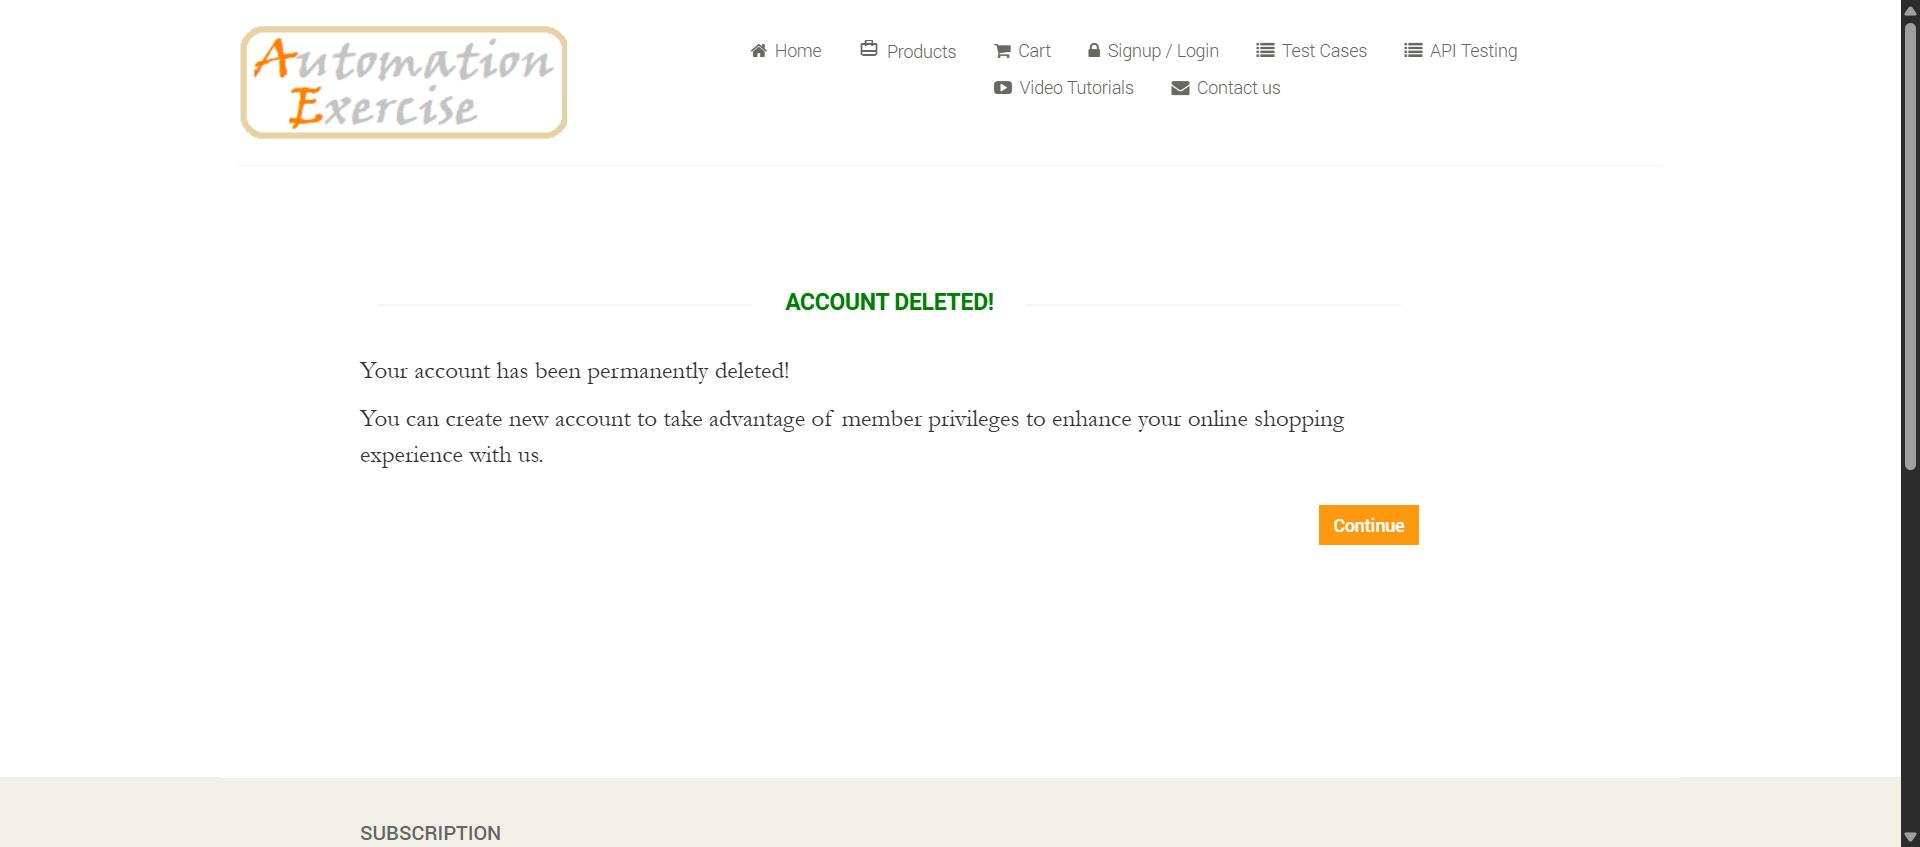 Automation
Exercise
Home
Products
Cart
Signup / Login
Test Cases
API Testing
Video Tutorials
Contact us
ACCOUNT DELETED!
Your account has been permanently deleted!
You can create new account to take advantage of member privileges to enhance your online shopping
experience with us.
Continue
SUBSCRIPTION